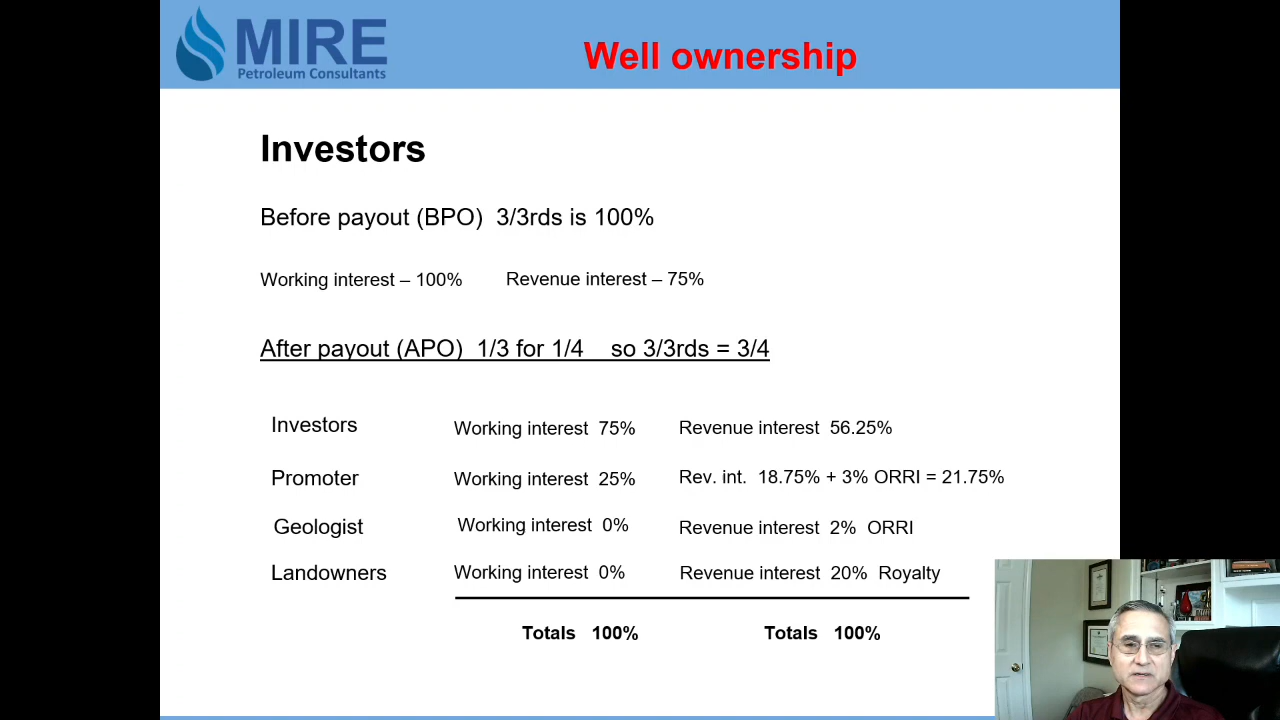 MIRE
Petroleum Consultants
Well ownership
Investors
Before payout (BPO) 3/3rds is 100%
Working interest – 100% Revenue interest – 75%
After payout (APO) 1/3 for 1/4 so 3/3rds = 3/4
Investors Working interest 75% Revenue interest 56.25%
Promoter Working interest 25% Rev. int. 18.75% + 3% ORRI = 21.75%
Geologist Working interest 0% Revenue interest 2% ORRI
Landowners Working interest 0% Revenue interest 20% Royalty
Totals 100% Totals 100%